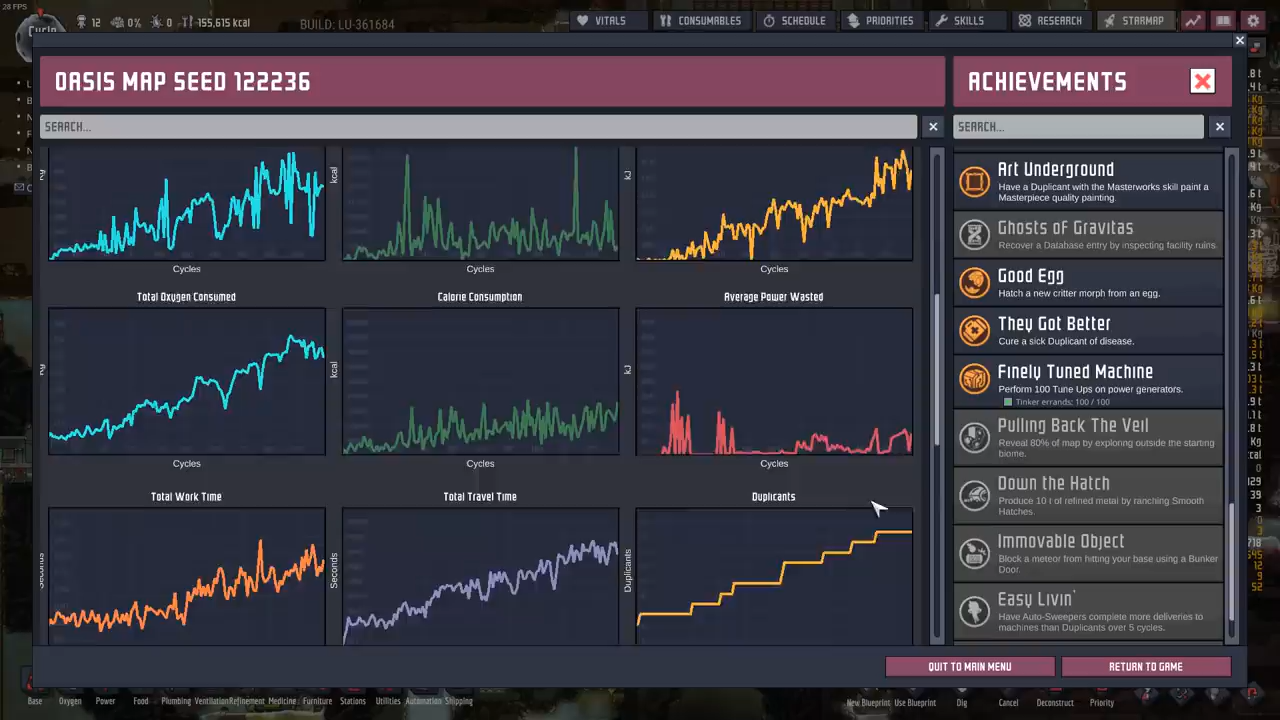 28 FPS
12
0%
0
155,615 kcal
BUILD: LU-361684
VITALS
CONSUMABLES
SCHEDULE
PRIORITIES
SKILLS
RESEARCH
STARMAP
OASIS MAP SEED 122236
ACHIEVEMENTS
SEARCH...
SEARCH...
kcal
kJ
Cycles
Cycles
Cycles
Total Oxygen Consumed
Calorie Consumption
Average Power Wasted
kcal
kJ
Cycles
Cycles
Cycles
Total Work Time
Total Travel Time
Duplicants
Seconds
Duplicants
Art Underground
Have a Duplicant with the Masterworks skill paint a
Masterpiece quality painting.
Ghosts of Gravitas
Recover a Database entry by inspecting facility ruins.
Good Egg
Hatch a new critter morph from an egg.
They Got Better
Cure a sick Duplicant of disease.
Finely Tuned Machine
Perform 100 Tune Ups on power generators.
Tinker errands: 100 / 100
Pulling Back The Veil
Reveal 80% of map by exploring outside the starting
biome.
Down the Hatch
Produce 10 t of refined metal by ranching Smooth
Hatches.
Immovable Object
Block a meteor from hitting your base using a Bunker
Door.
Easy Livin'
Have Auto-Sweepers complete more deliveries to
machines than Duplicants over 5 cycles.
QUIT TO MAIN MENU
RETURN TO GAME
Base
Oxygen
Power
Food
Plumbing
Ventilation
Refinement
Medicine
Furniture
Stations
Utilities
Automation
Shipping
New Blueprint
Use Blueprint
Dig
Cancel
Deconstruct
Priority